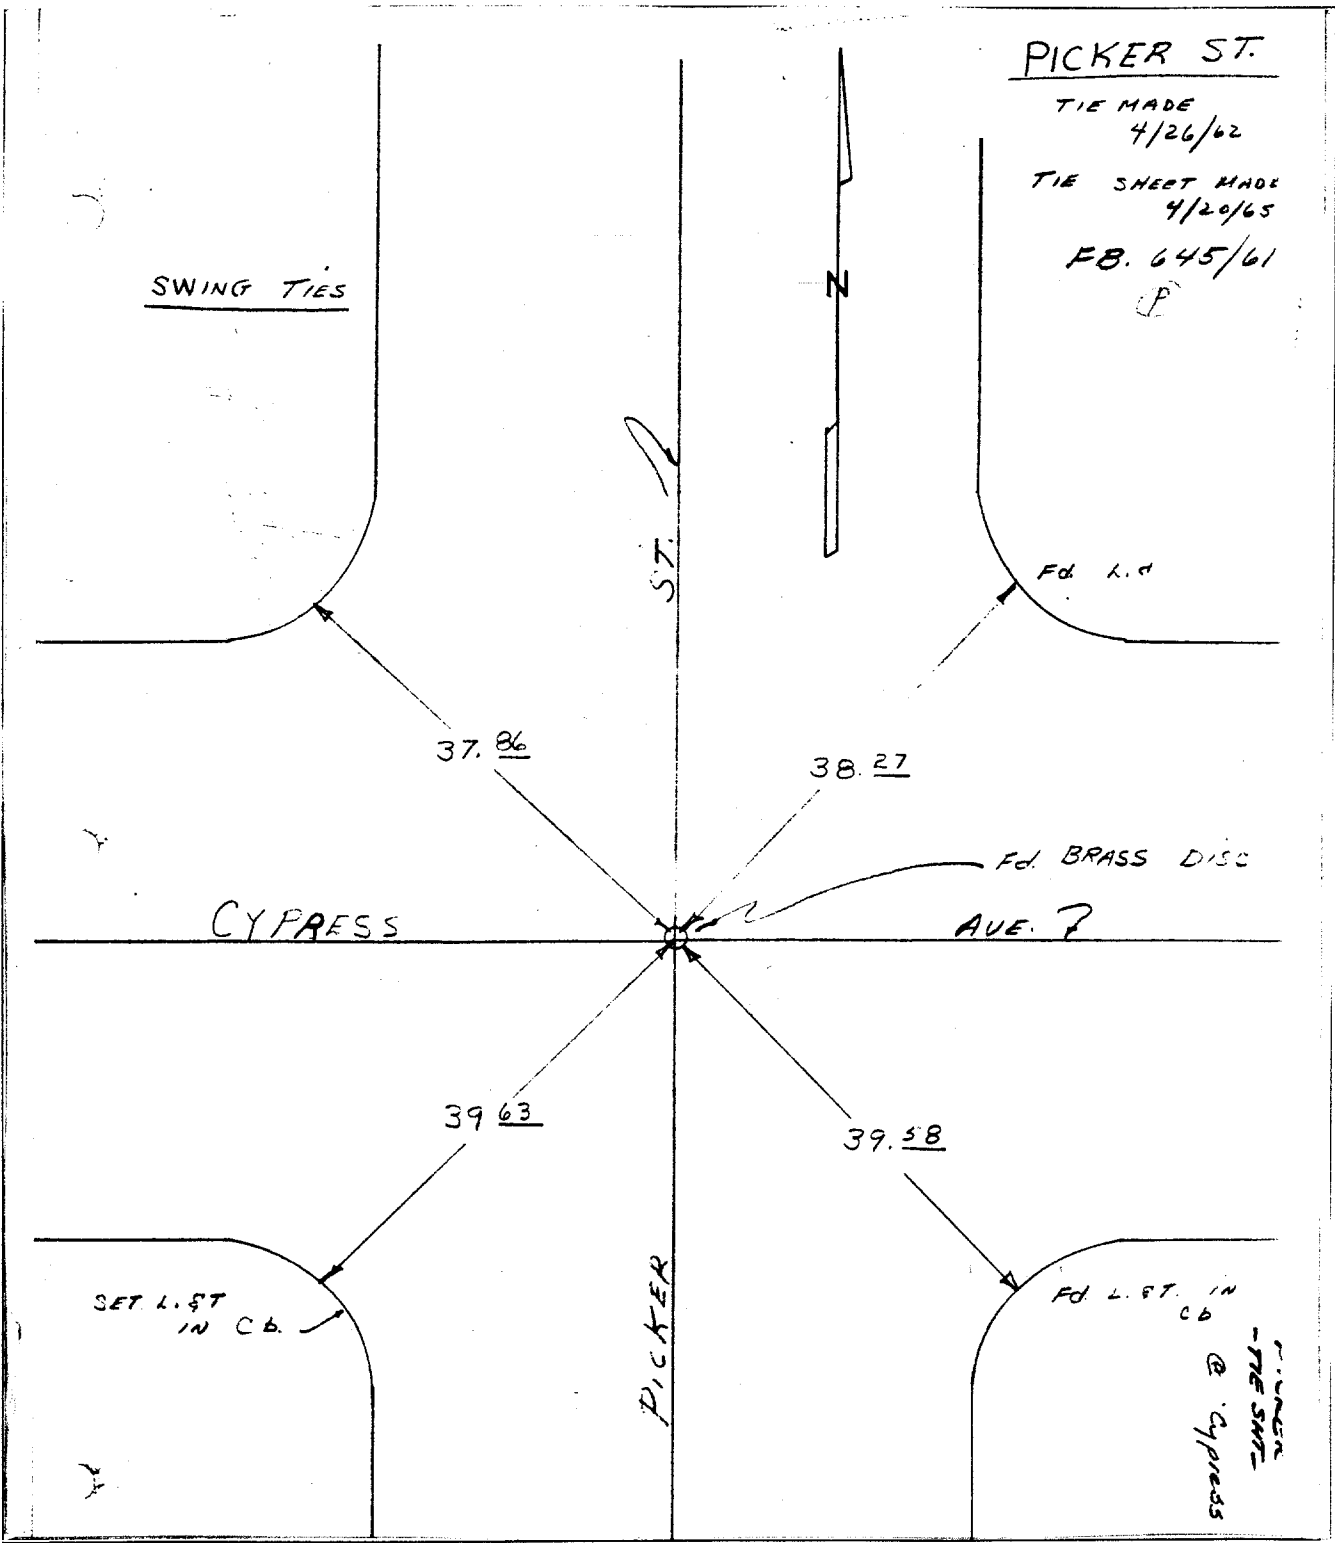 PICKER ST.
TIE MADE
4/26/62
TIE SHEET MADE
4/20/65
FB. 645/61
P
SWING TIES
N
ST.
Fd. L.
37.86
38.27
Fd. BRASS DISC
CYPRESS AVE.
39 63
39.58
PICKER
SET. L. & T
IN Cb.
Fd. L. & T. IN
Cb
-TIE SHT-
@ Cypress